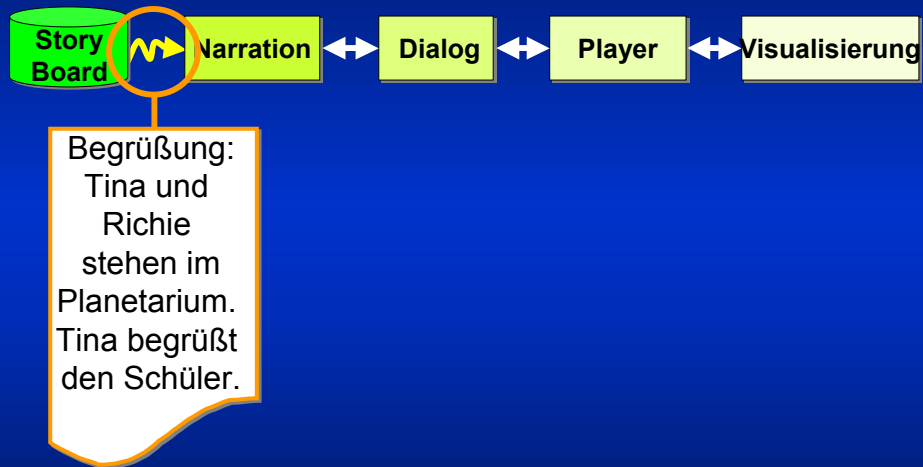 Story
Board
Narration
Dialog
Player
Visualisierung
Begrüßung:
Tina und
Richie
stehen im
Planetarium.
Tina begrüßt
den Schüler.